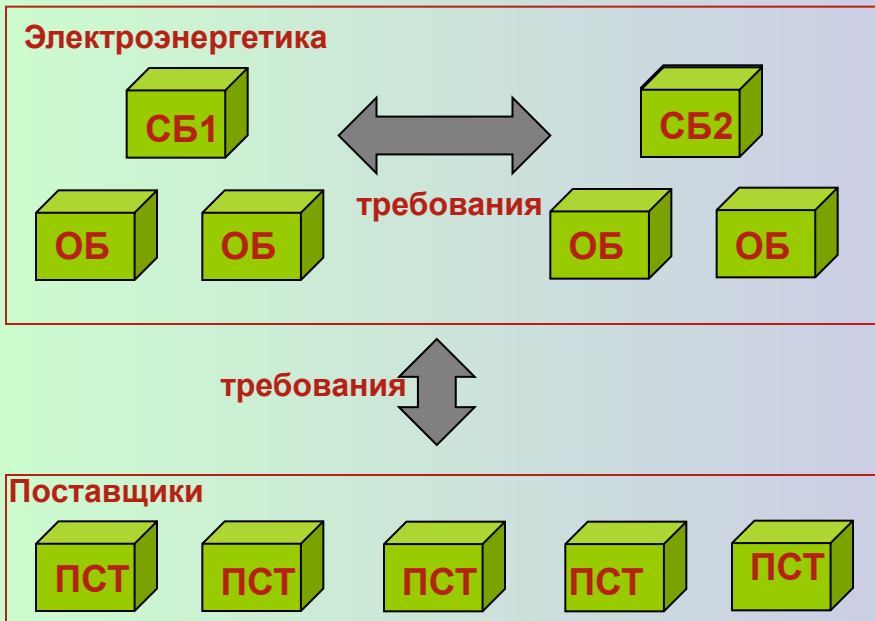 Электроэнергетика
СБ1
СБ2
требования
ОБ
ОБ
ОБ
ОБ
требования
Поставщики
ПСТ
ПСТ
ПСТ
ПСТ
ПСТ